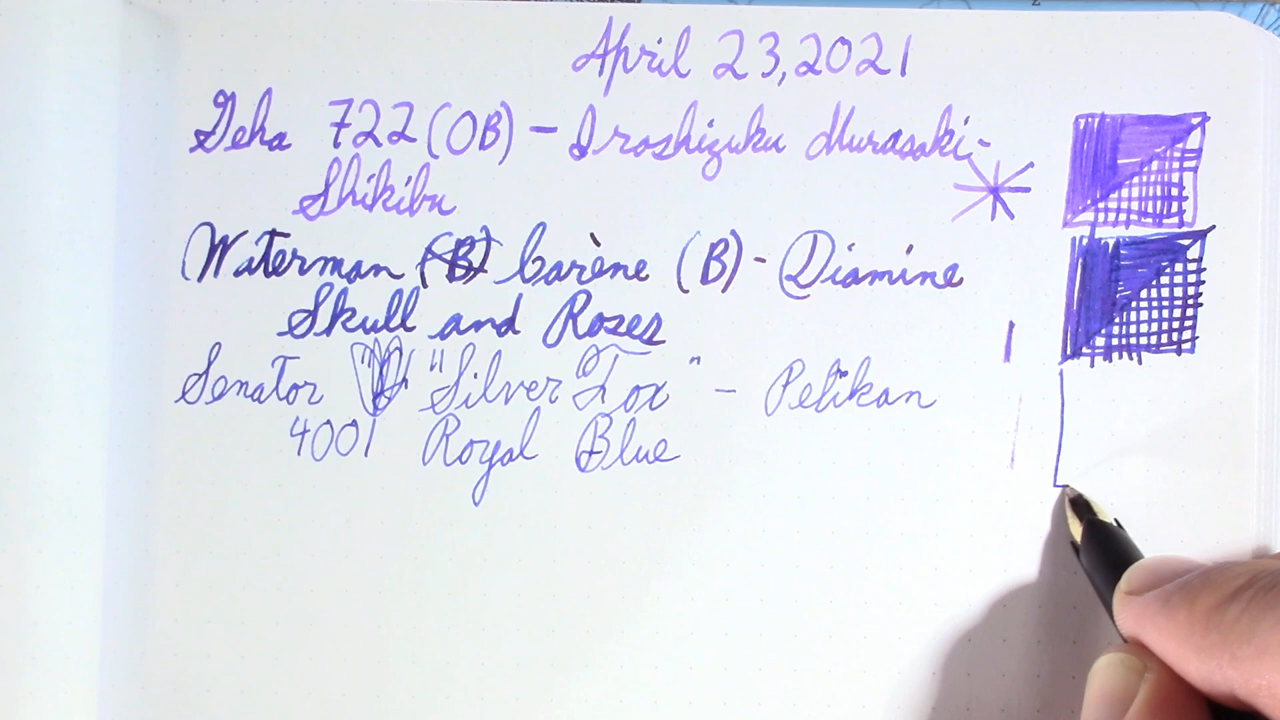 April 23, 2021
Geha 722 (OB) - Iroshizuku Murasaki-
Shikibu
Waterman (B) Carène (B) - Diamine
Skull and Roses
Senator "Silver Fox" - Pelikan
4001 Royal Blue